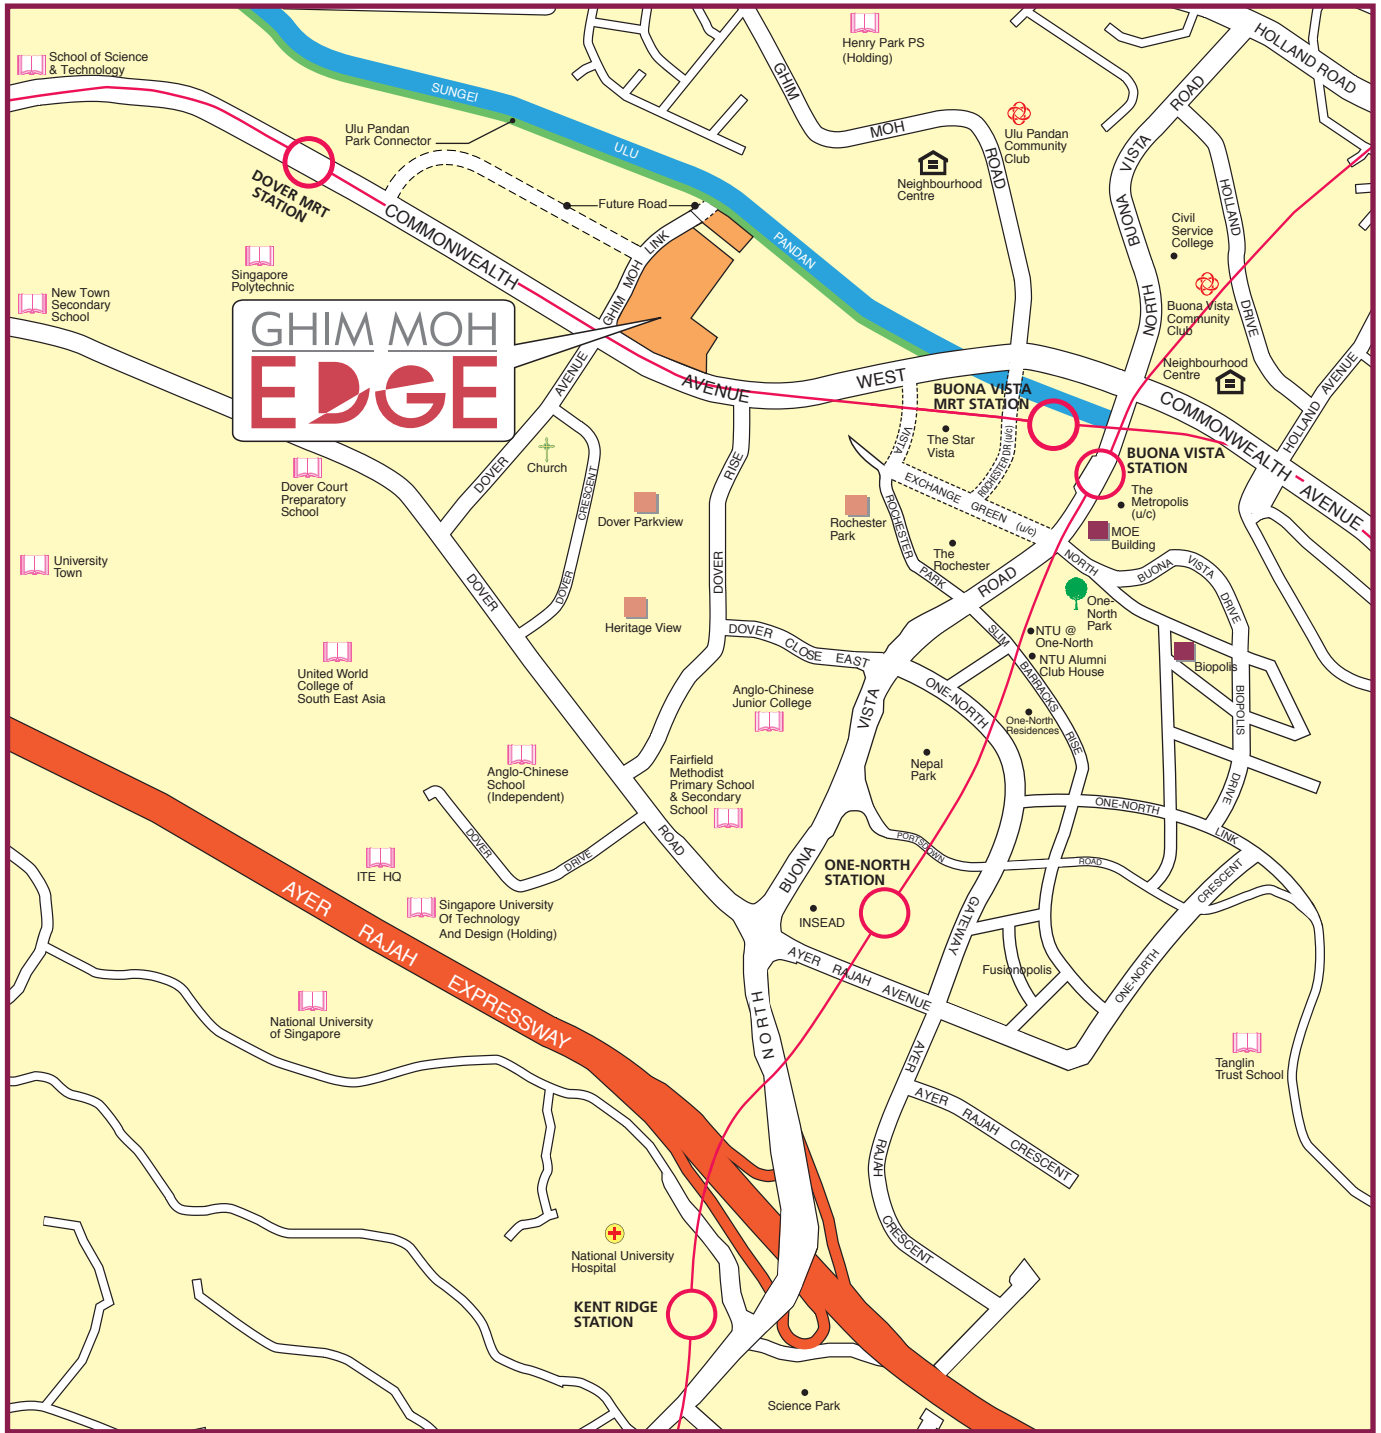 School of Science
& Technology
SUNGEI
ULU
PANDAN
Ulu Pandan
Park Connector
Henry Park PS
(Holding)
GHIM
MOH
ROAD
Ulu Pandan
Community
Club
Neighbourhood
Centre
HOLLAND ROAD
NORTH
BUONA
VISTA
ROAD
HOLLAND
DRIVE
Civil
Service
College
Buona Vista
Community
Club
Neighbourhood
Centre
HOLLAND
AVENUE
DOVER MRT
STATION
Future Road
COMMONWEALTH
AVENUE
WEST
GHIM MOH
LINK
Singapore
Polytechnic
New Town
Secondary
School
GHIM MOH
EDGE
BUONA VISTA
MRT STATION
BUONA VISTA
STATION
COMMONWEALTH
AVENUE
The Star
Vista
VISTA
EXCHANGE
GREEN
(u/c)
ROCHESTER DR (u/c)
The
Metropolis
(u/c)
MOE
Building
DOVER
AVENUE
Church
DOVER
CRESCENT
Dover Court
Preparatory
School
Dover Parkview
DOVER
RISE
Rochester
Park
ROCHESTER
PARK
The
Rochester
ROAD
NORTH
BUONA
VISTA
DRIVE
University
Town
DOVER
Heritage View
DOVER CLOSE EAST
One-
North
Park
NTU @
One-North
NTU Alumni
Club House
SLIM
BARRACKS
RISE
Biopolis
BIOPOLIS
DRIVE
United World
College of
South East Asia
Anglo-Chinese
Junior College
VISTA
ONE-NORTH
One-North
Residences
Nepal
Park
Anglo-Chinese
School
(Independent)
Fairfield
Methodist
Primary School
& Secondary
School
DOVER
DRIVE
ROAD
BUONA
ONE-NORTH
LINK
PORTSDOWN
ROAD
ONE-NORTH
STATION
INSEAD
ITE HQ
Singapore University
Of Technology
And Design (Holding)
GATEWAY
CRESCENT
ONE-NORTH
Fusionopolis
AYER RAJAH AVENUE
AYER
RAJAH
EXPRESSWAY
National University
of Singapore
NORTH
Tanglin
Trust School
AYER
RAJAH
CRESCENT
AYER RAJAH CRESCENT
National University
Hospital
KENT RIDGE
STATION
Science Park